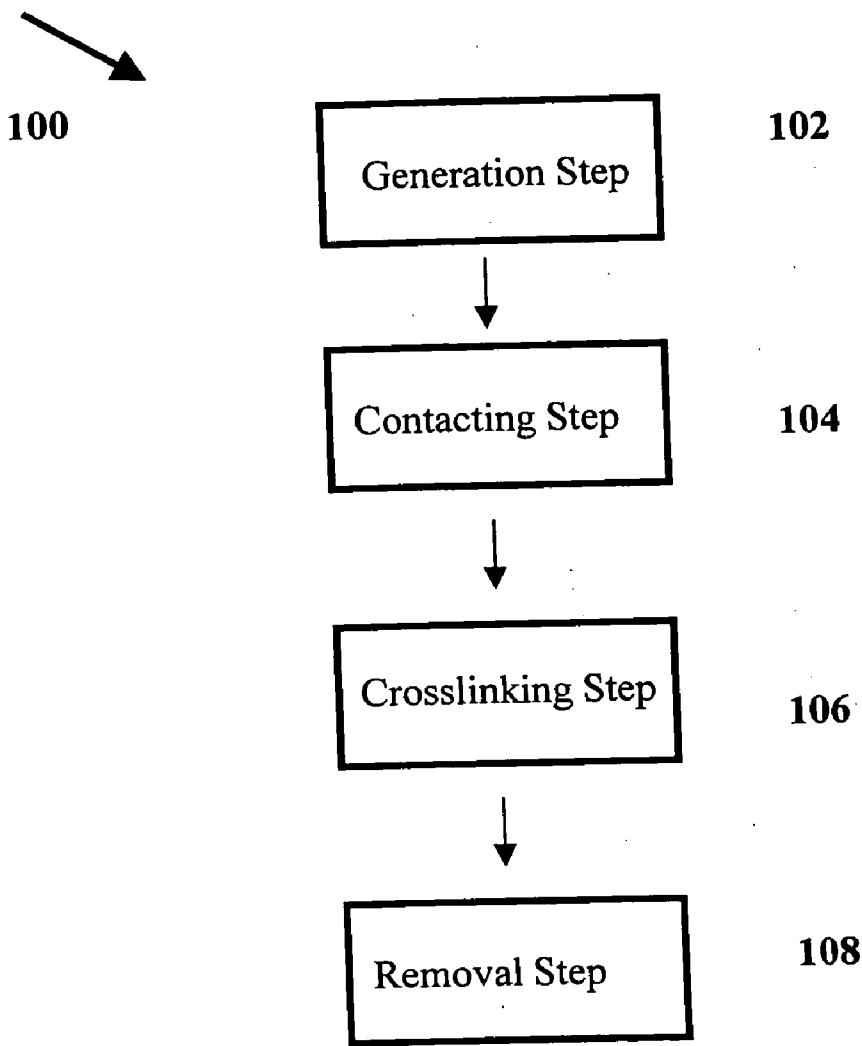 100
Generation Step
102
Contacting Step
104
Crosslinking Step
106
Removal Step
108